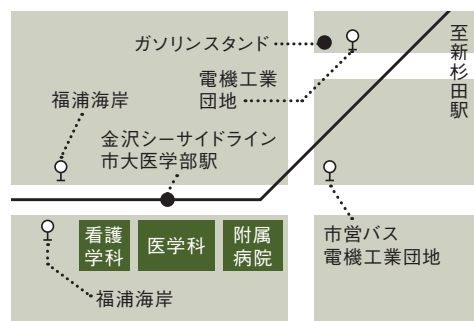 ガソリンスタンド
電機工業
団地
至新杉田駅
福浦海岸
金沢シーサイドライン
市大医学部駅
看護
学科
医学科
附属
病院
市営バス
電機工業団地
福浦海岸